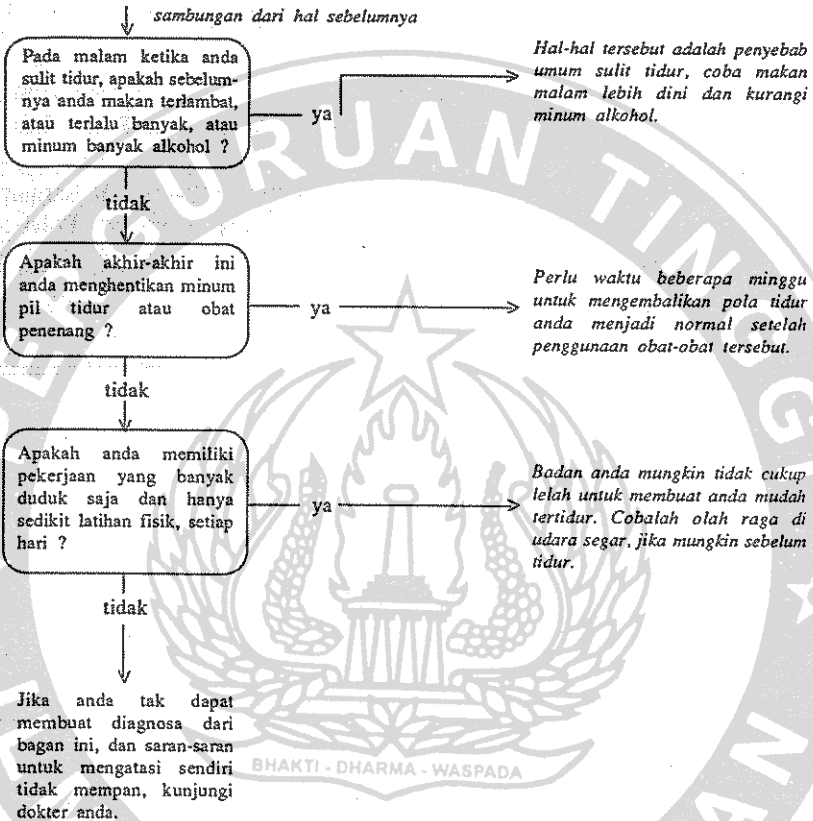 sambungan dari hal sebelumnya
Pada malam ketika anda
sulit tidur, apakah sebelum-
nya anda makan terlambat,
atau terlalu banyak, atau
minum banyak alkohol ?
ya
Hal-hal tersebut adalah penyebab
umum sulit tidur, coba makan
malam lebih dini dan kurangi
minum alkohol.
tidak
Apakah akhir-akhir ini
anda menghentikan minum
pil tidur atau obat
penenang ?
ya
Perlu waktu beberapa minggu
untuk mengembalikan pola tidur
anda menjadi normal setelah
penggunaan obat-obat tersebut.
tidak
Apakah anda memiliki
pekerjaan yang banyak
duduk saja dan hanya
sedikit latihan fisik, setiap
hari ?
ya
Badan anda mungkin tidak cukup
lelah untuk membuat anda mudah
tertidur. Cobalah olah raga di
udara segar, jika mungkin sebelum
tidur.
tidak
Jika anda tak dapat
membuat diagnosa dari
bagan ini, dan saran-saran
untuk mengatasi sendiri
tidak mempan, kunjungi
dokter anda.
PERGURUAN TINGGI
BHAKTI - DHARMA - WASPADA